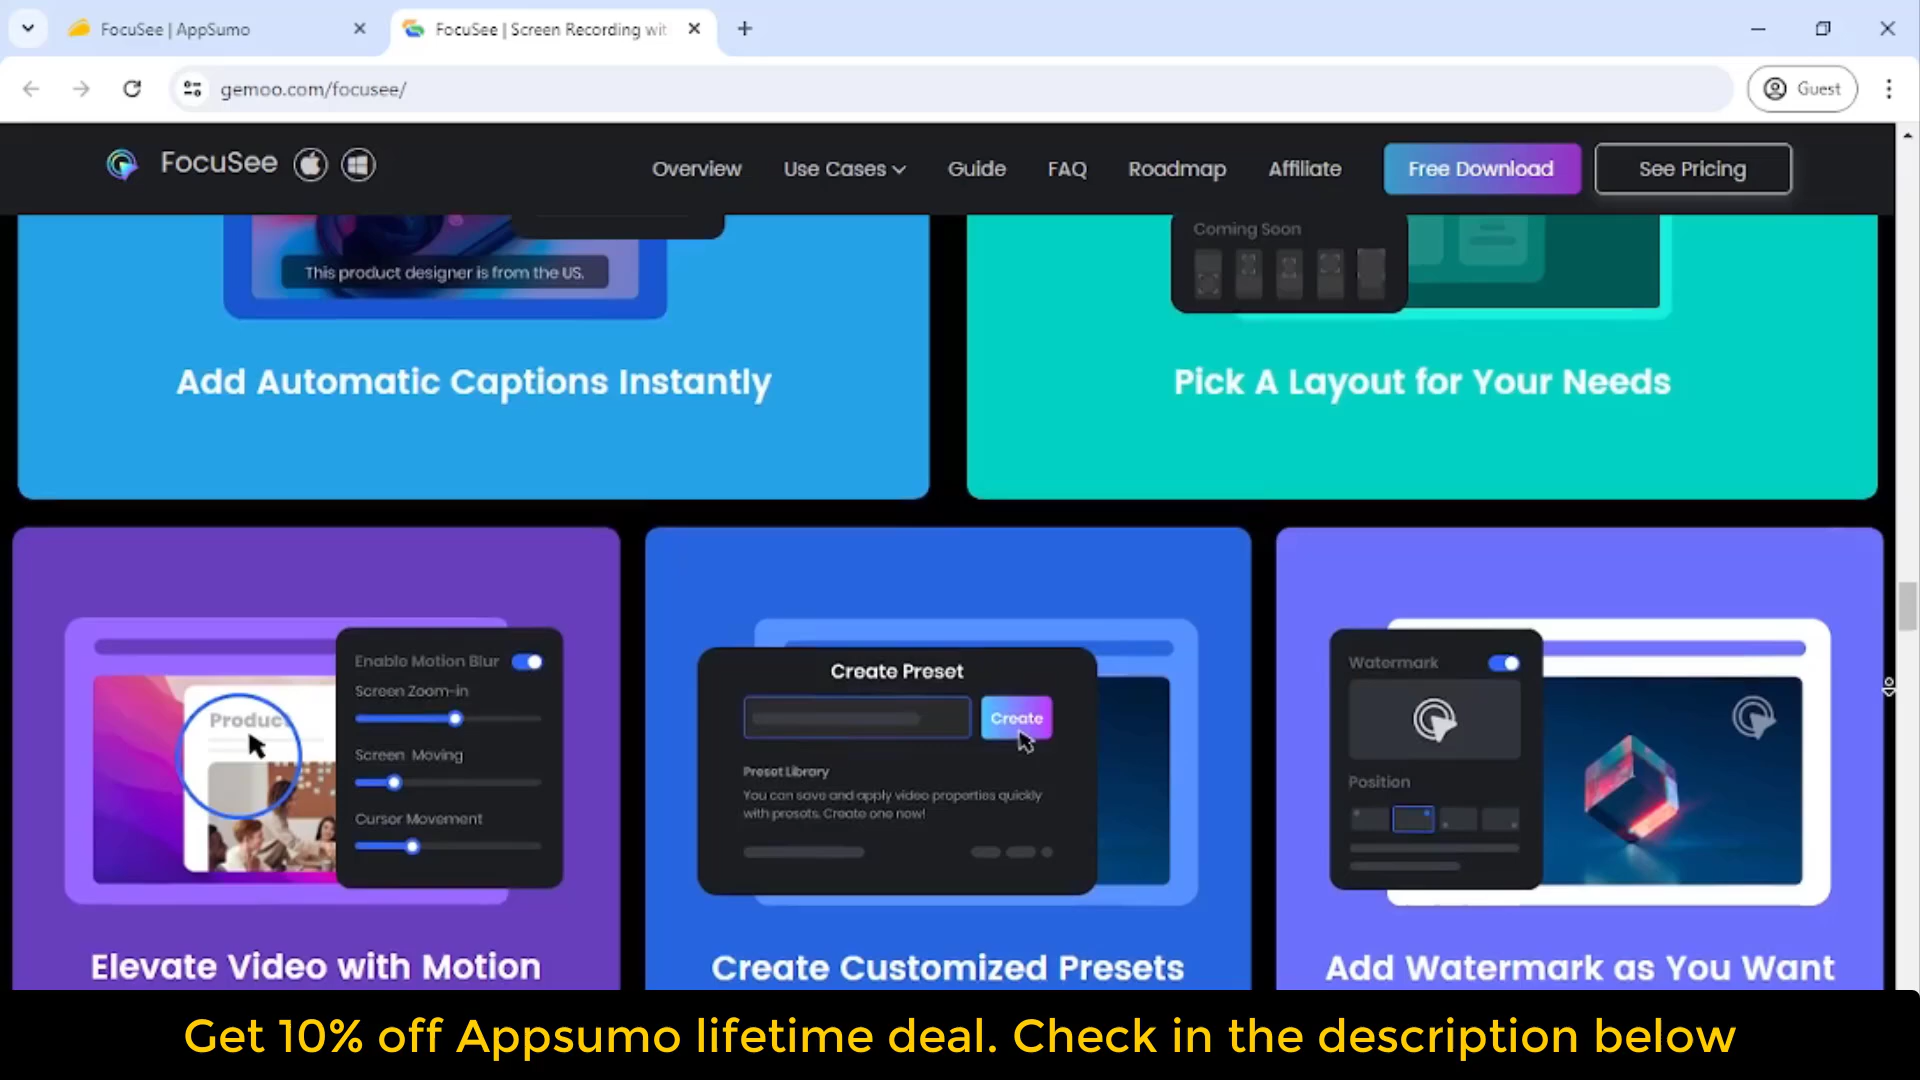 FocuSee | AppSumo
FocuSee | Screen Recording wit
gemoo.com/focusee/
Guest
FocuSee
Overview
Use Cases
Guide
FAQ
Roadmap
Affiliate
Free Download
See Pricing
This product designer is from the US.
Coming Soon
Add Automatic Captions Instantly
Pick A Layout for Your Needs
Product
Enable Motion Blur
Screen Zoom-in
Screen Moving
Cursor Movement
Elevate Video with Motion
Create Preset
Create
Preset Library
You can save and apply video properties quickly
with presets. Create one now!
Create Customized Presets
Watermark
Position
Add Watermark as You Want
Get 10% off Appsumo lifetime deal. Check in the description below